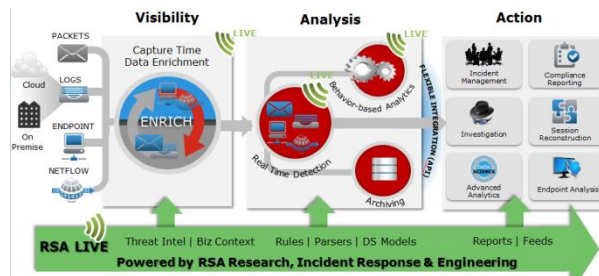 Visibility
Analysis
Action
PACKETS
LOGS
ENDPOINT
NETFLOW
Cloud
On
Premise
Capture Time
Data Enrichment
LIVE
ENRICH
LIVE
LIVE
Behavior-based Analytics
Real Time Detection
Archiving
FLEXIBLE INTEGRATION (API)
Incident
Management
Compliance
Reporting
Investigation
Session
Reconstruction
SCIENCE
Advanced
Analytics
Endpoint Analysis
RSA LIVE
Threat Intel | Biz Context
Rules | Parsers | DS Models
Reports | Feeds
Powered by RSA Research, Incident Response & Engineering